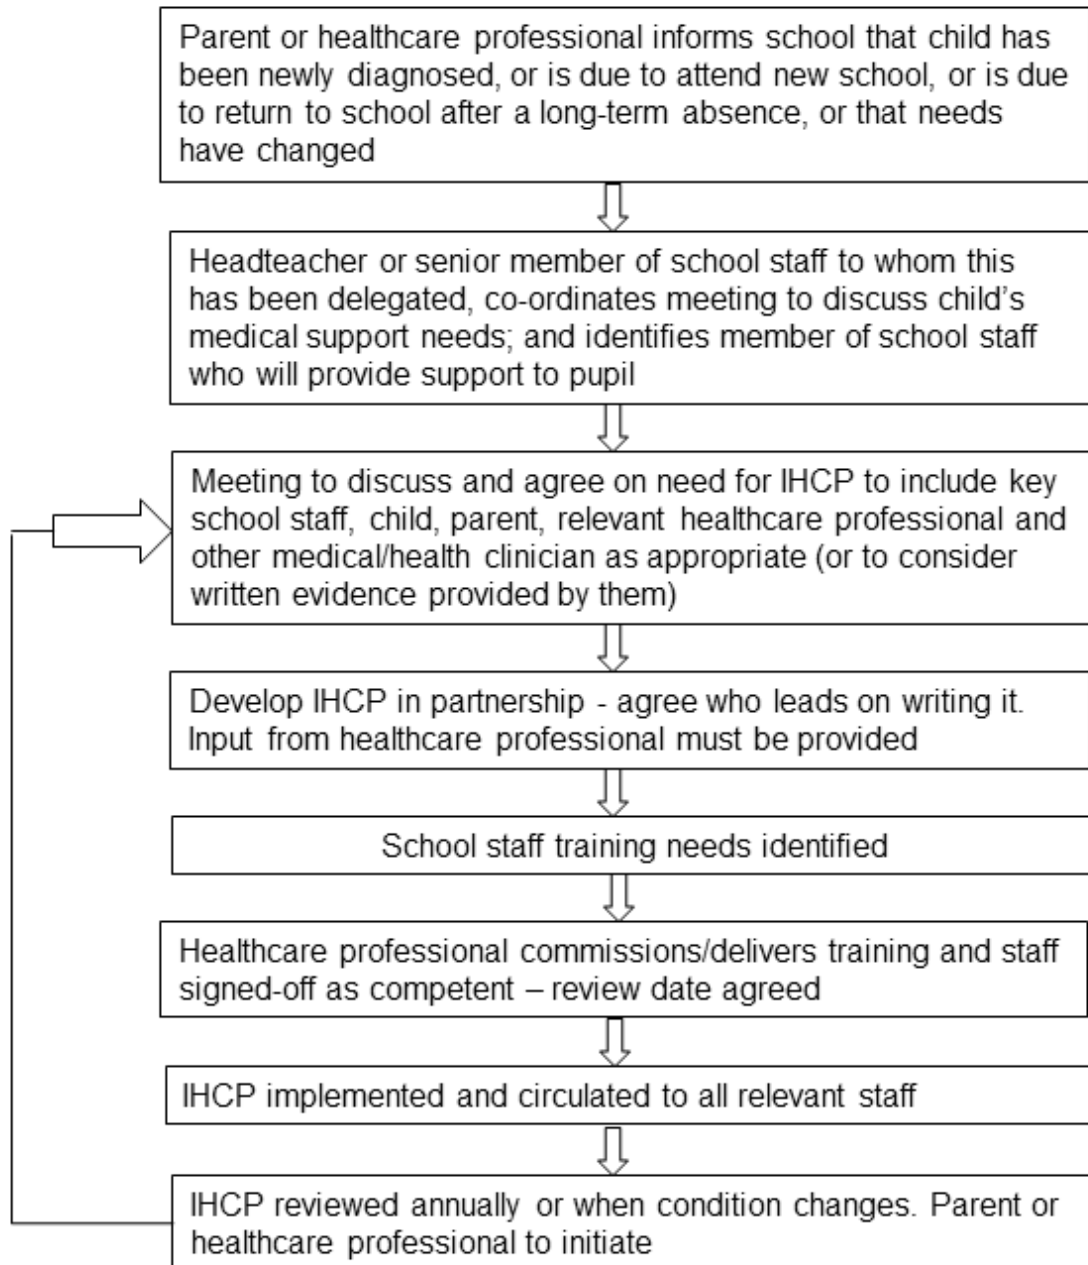 Parent or healthcare professional informs school that child has
been newly diagnosed, or is due to attend new school, or is due
to return to school after a long-term absence, or that needs
have changed
Headteacher or senior member of school staff to whom this
has been delegated, co-ordinates meeting to discuss child’s
medical support needs; and identifies member of school staff
who will provide support to pupil
Meeting to discuss and agree on need for IHCP to include key
school staff, child, parent, relevant healthcare professional and
other medical/health clinician as appropriate (or to consider
written evidence provided by them)
Develop IHCP in partnership - agree who leads on writing it.
Input from healthcare professional must be provided
School staff training needs identified
Healthcare professional commissions/delivers training and staff
signed-off as competent – review date agreed
IHCP implemented and circulated to all relevant staff
IHCP reviewed annually or when condition changes. Parent or
healthcare professional to initiate